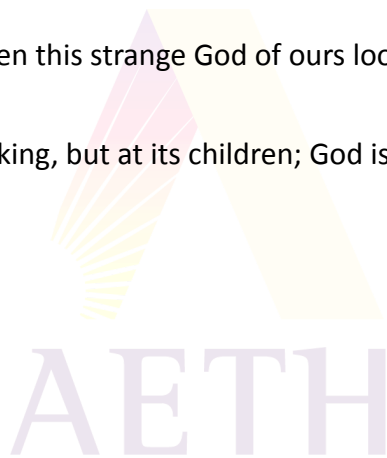 en this strange God of ours loo
king, but at its children; God is
AETH